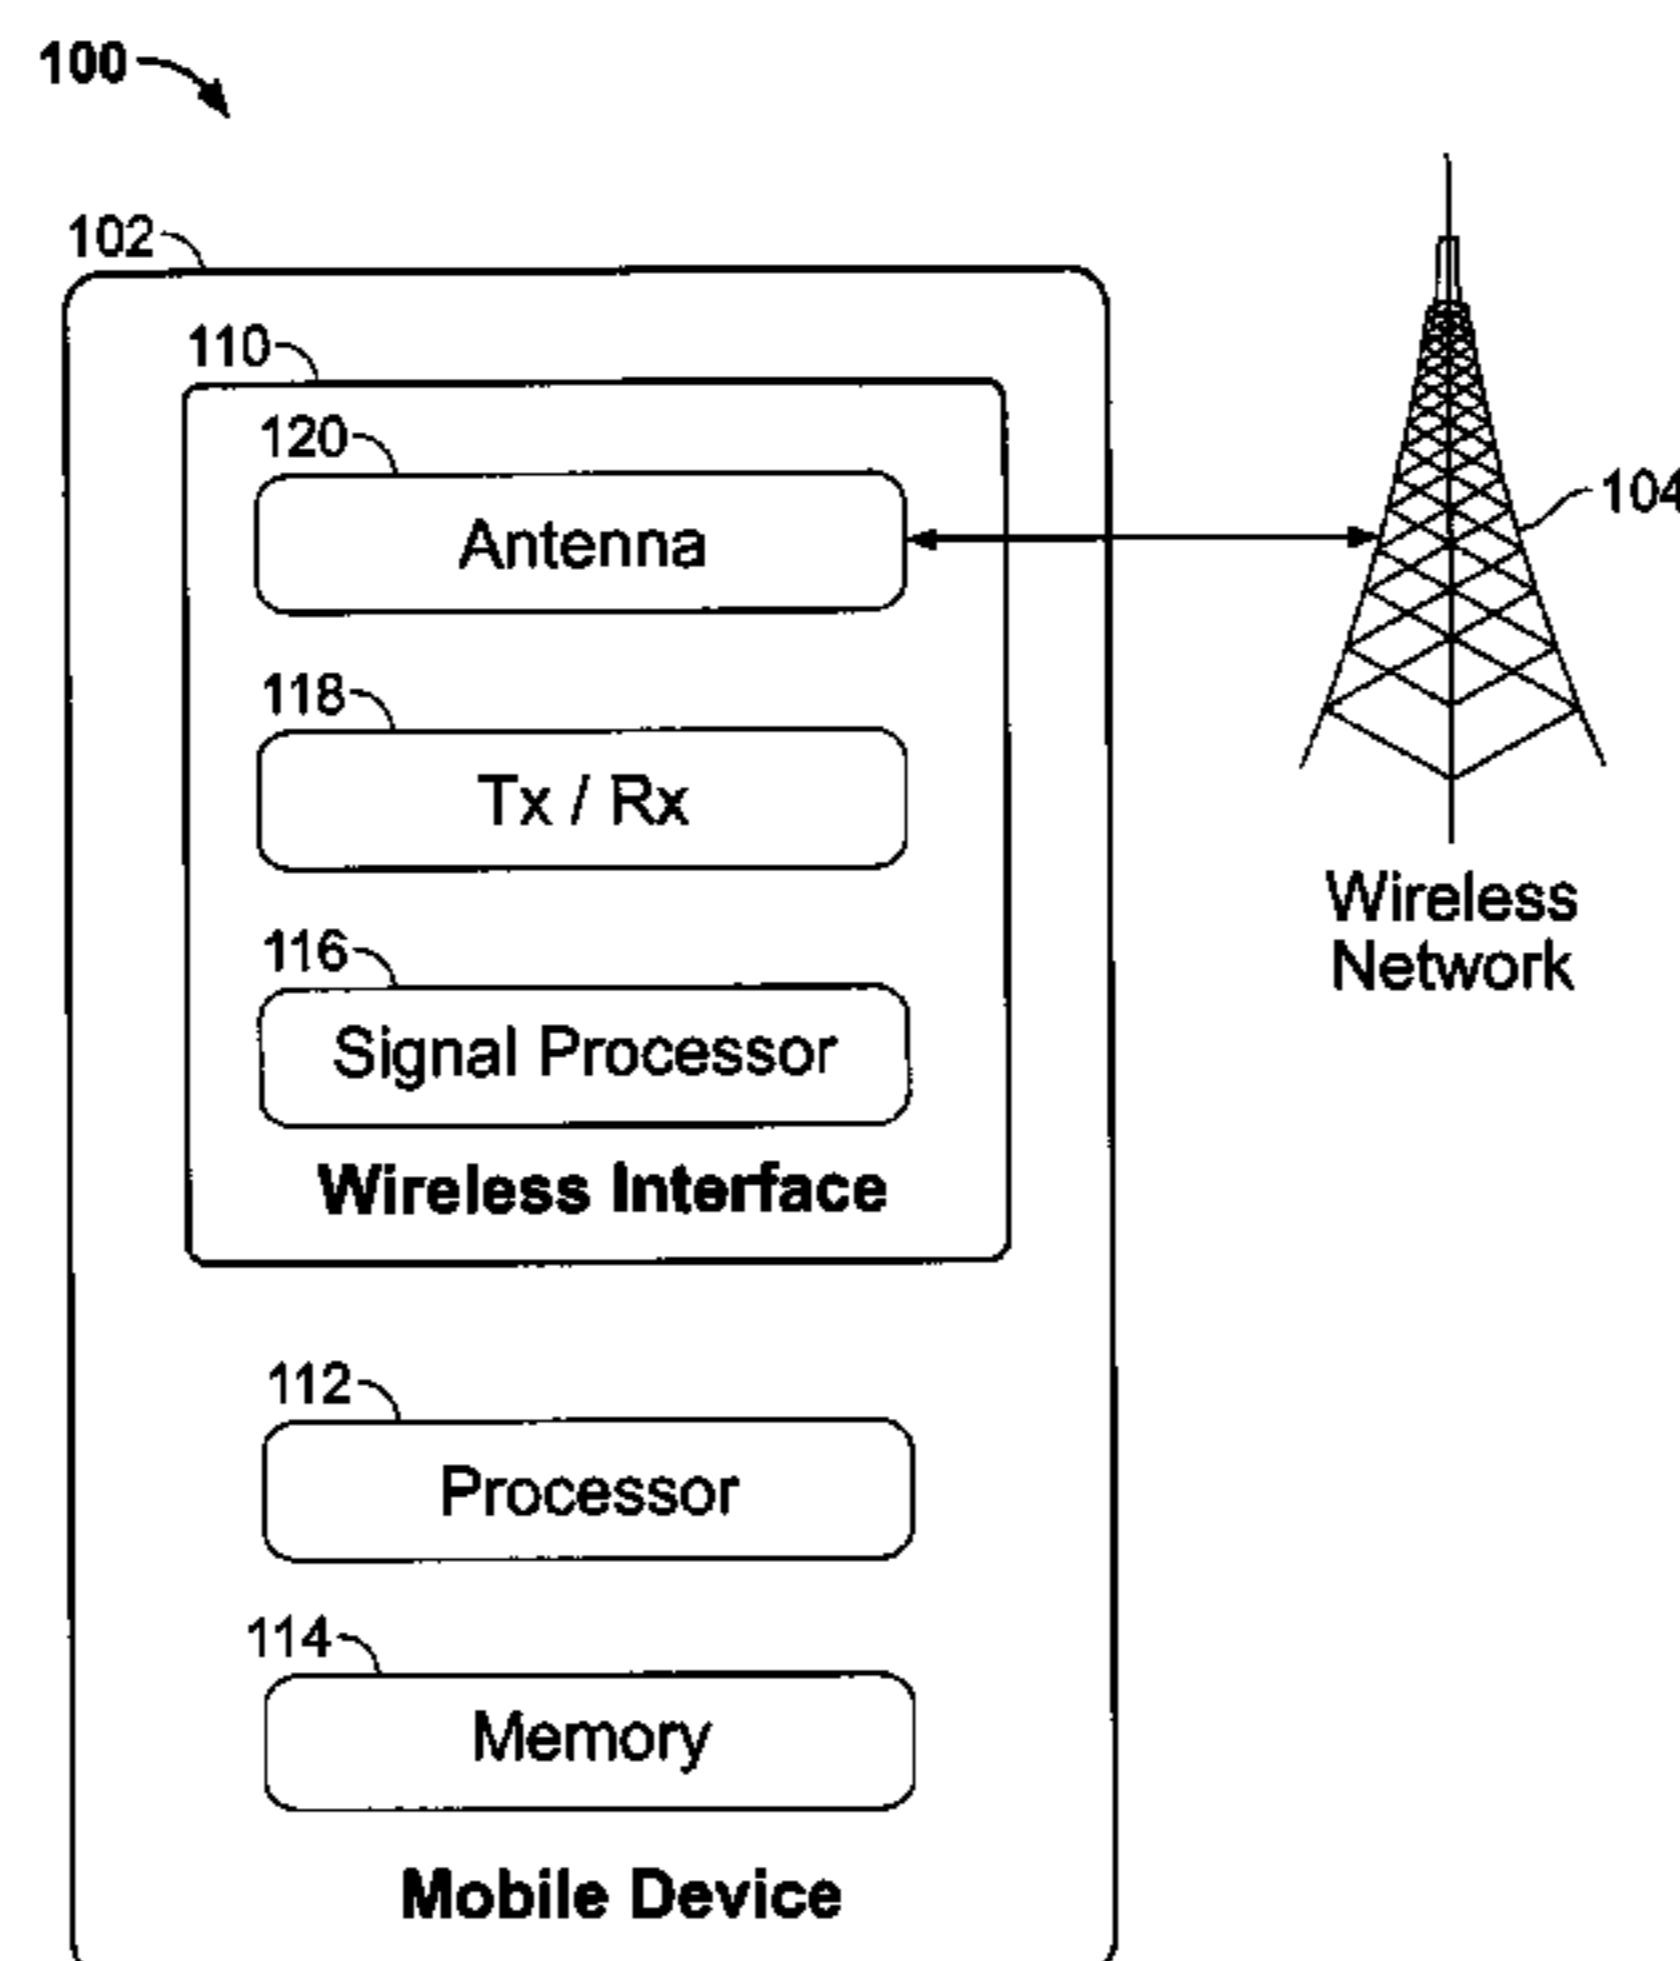 100
102
110
120
Antenna
104
118
Tx / Rx
Wireless
Network
116
Signal Processor
Wireless Interface
112
Processor
114
Memory
Mobile Device